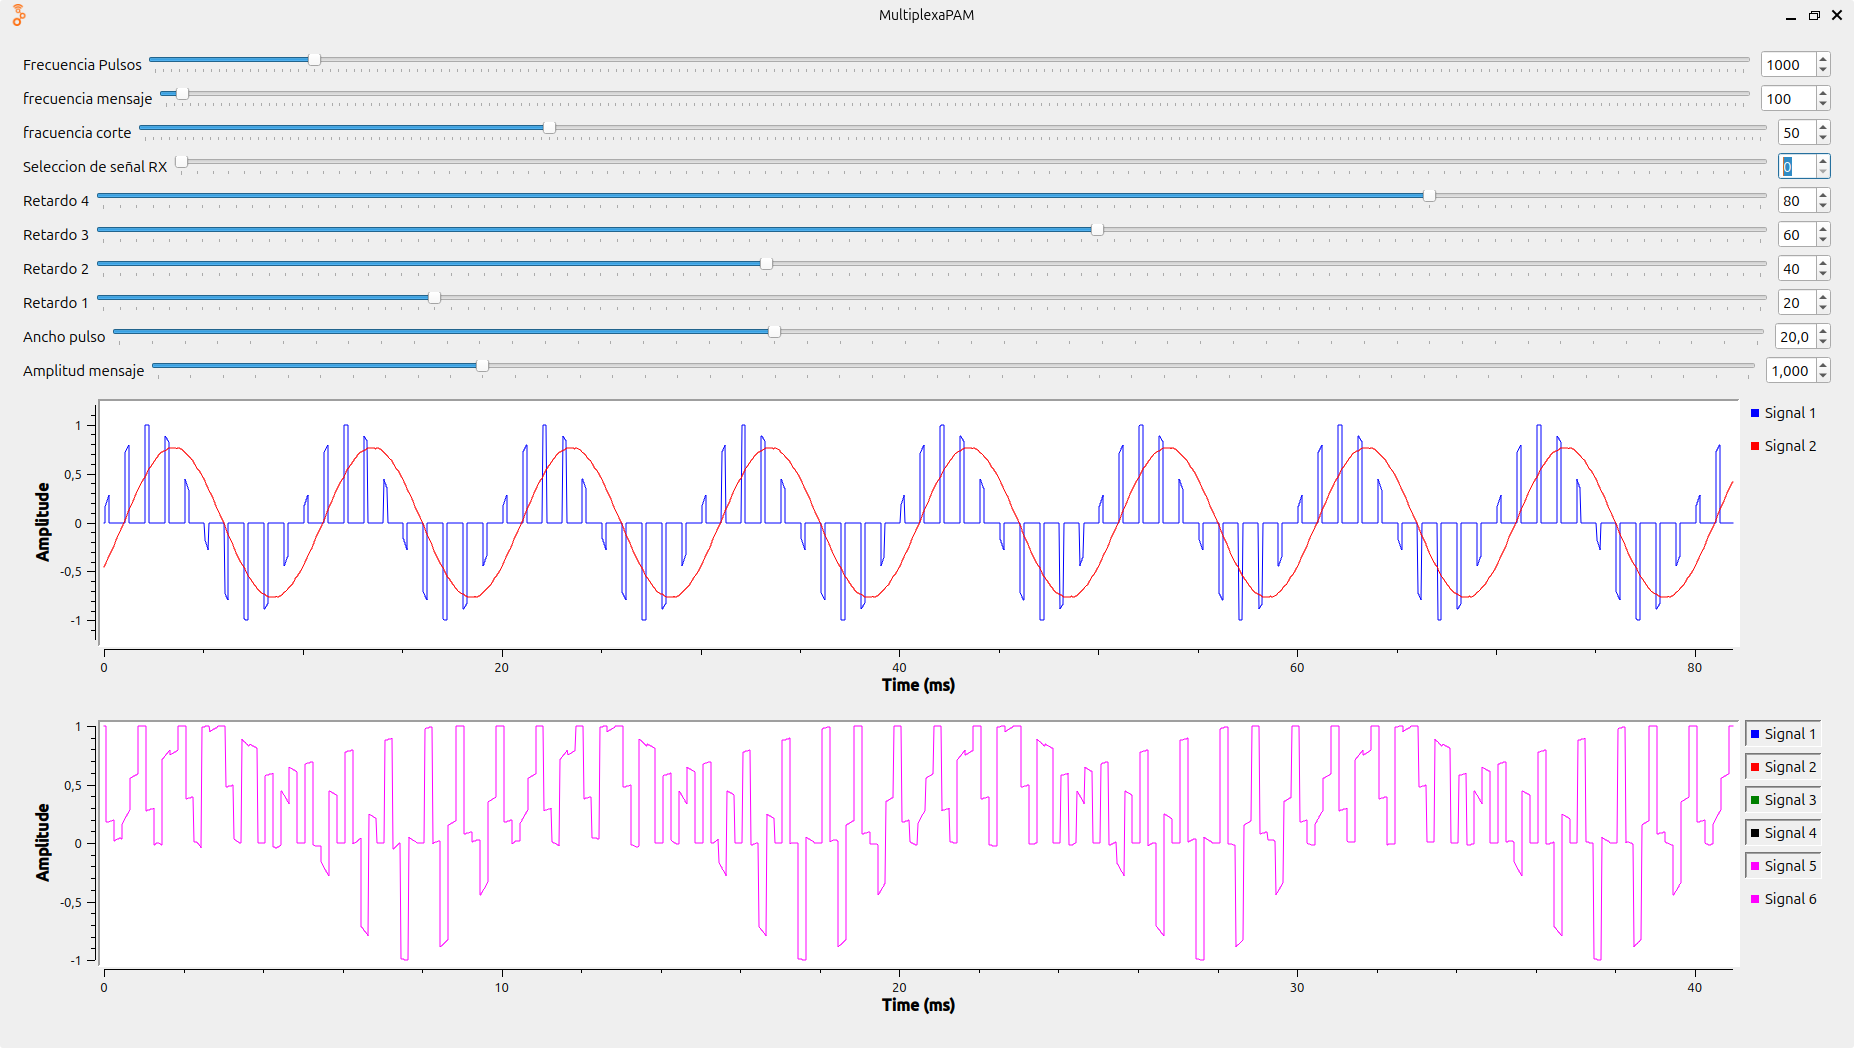 MultiplexaPAM
Frecuencia Pulsos 1000
frecuencia mensaje 100
fracuencia corte 50
Seleccion de señal RX 0
Retardo 4 80
Retardo 3 60
Retardo 2 40
Retardo 1 20
Ancho pulso 20,0
Amplitud mensaje 1,000
Amplitude
1
0,5
0
-0,5
-1
0 20 40 60 80
Time (ms)
Signal 1
Signal 2
Amplitude
1
0,5
0
-0,5
-1
0 10 20 30 40
Time (ms)
Signal 1
Signal 2
Signal 3
Signal 4
Signal 5
Signal 6